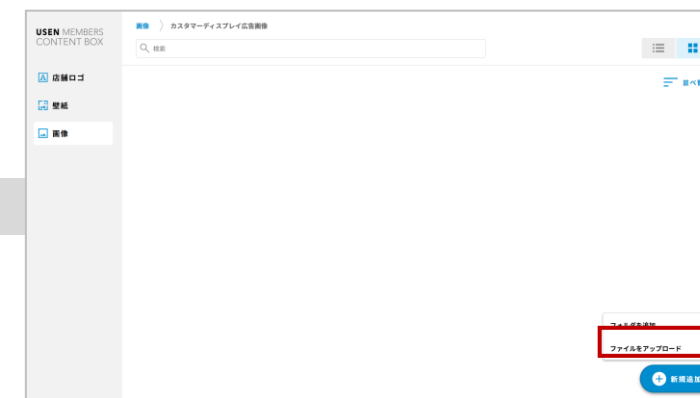 USEN MEMBERS
CONTENT BOX
画像 〉 カスタマーディスプレイ広告画像
検索
店舗ロゴ
壁紙
画像
フォルダを追加
ファイルをアップロード
新規追加